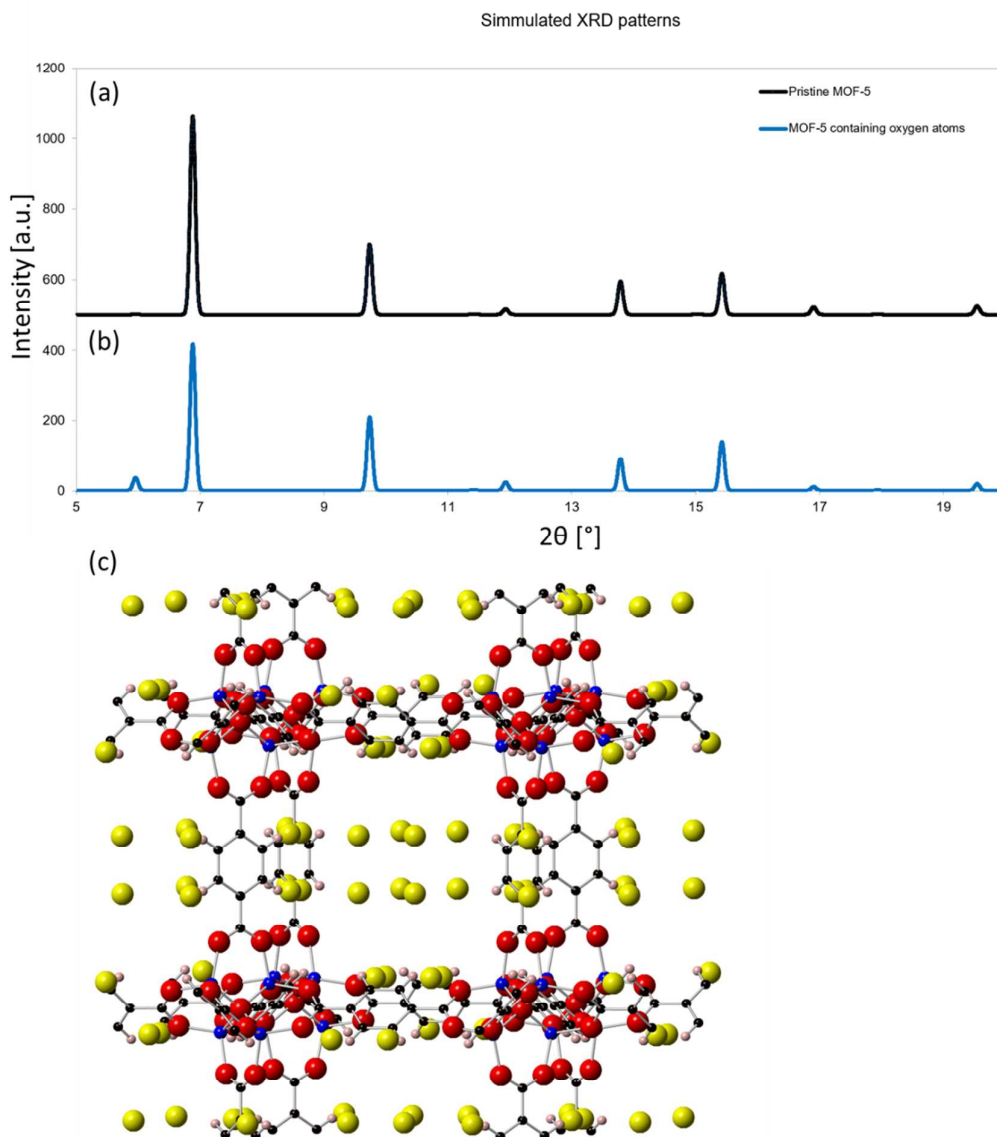 Simmulated XRD patterns
1200
(a)
Pristine MOF-5
MOF-5 containing oxygen atoms
1000
800
600
Intensity [a.u.]
(b)
400
200
0
5 7 9 11 13 15 17 19
2θ [°]
(c)